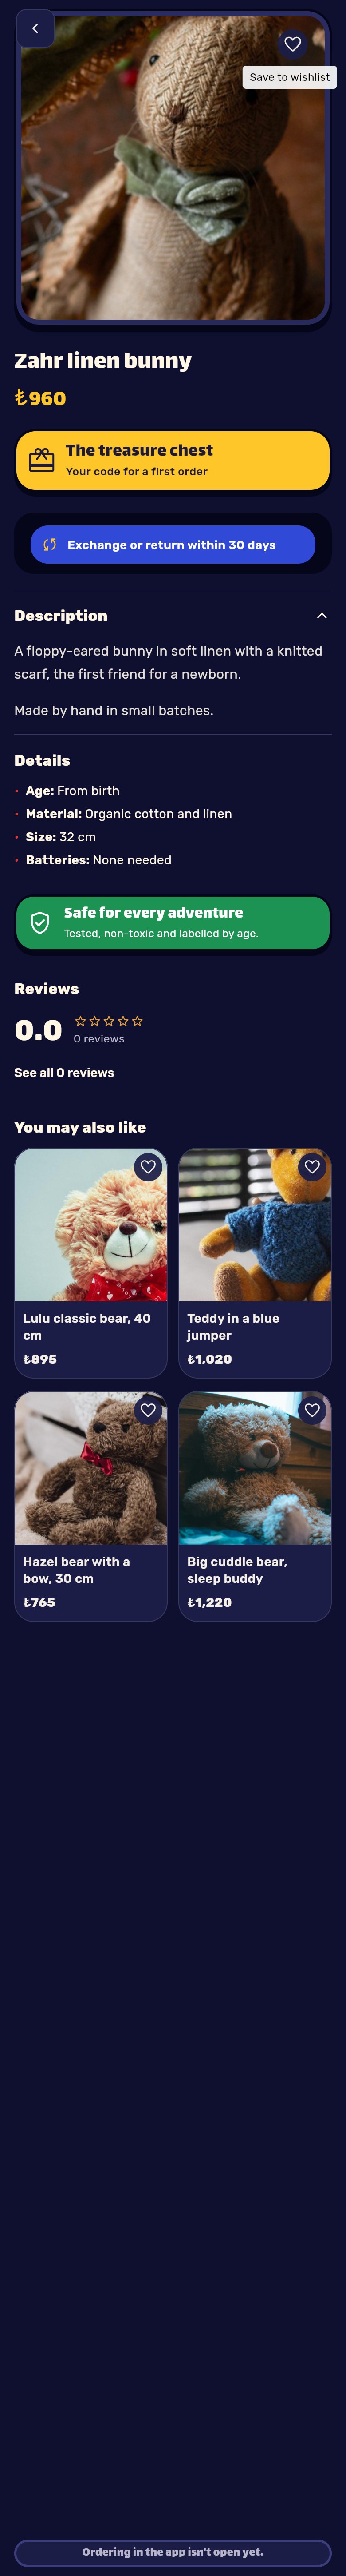 Save to wishlist
Zahr linen bunny
₺960
The treasure chest
Your code for a first order
Exchange or return within 30 days
Description
A floppy-eared bunny in soft linen with a knitted
scarf, the first friend for a newborn.
Made by hand in small batches.
Details
• Age: From birth
• Material: Organic cotton and linen
• Size: 32 cm
• Batteries: None needed
Safe for every adventure
Tested, non-toxic and labelled by age.
Reviews
0.0
0 reviews
See all 0 reviews
You may also like
Lulu classic bear, 40
cm
₺895
Teddy in a blue
jumper
₺1,020
Hazel bear with a
bow, 30 cm
₺765
Big cuddle bear,
sleep buddy
₺1,220
Ordering in the app isn't open yet.